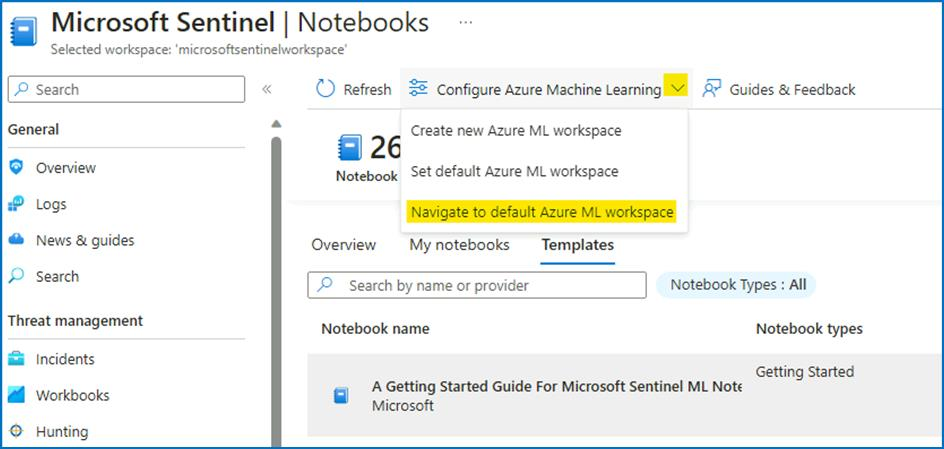 Microsoft Sentinel | Notebooks ...
Selected workspace: 'microsoftsentinelworkspace'
Search
«
General
Overview
Logs
News & guides
Search
Threat management
Incidents
Workbooks
Hunting
Refresh
Configure Azure Machine Learning
Guides & Feedback
Create new Azure ML workspace
Set default Azure ML workspace
Navigate to default Azure ML workspace
26
Notebook
Overview
My notebooks
Templates
Search by name or provider
Notebook Types : All
Notebook name
Notebook types
A Getting Started Guide For Microsoft Sentinel ML Note
Microsoft
Getting Started